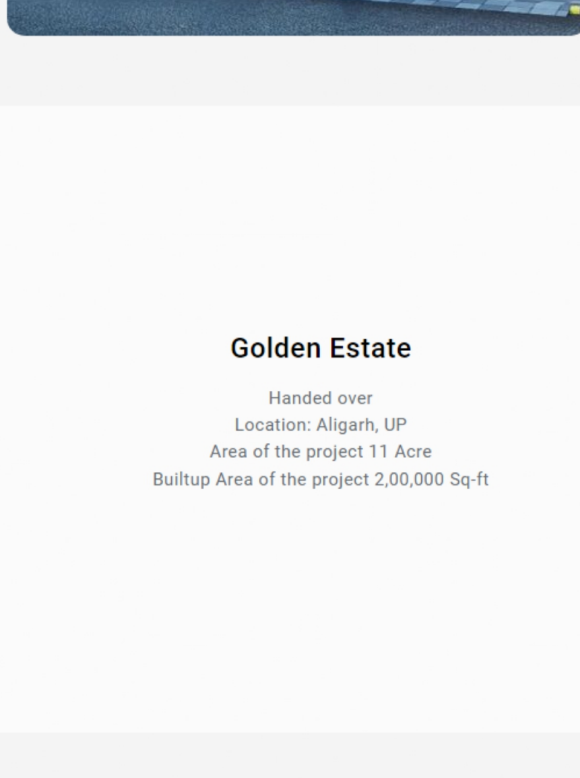 Golden Estate
Handed over
Location: Aligarh, UP
Area of the project 11 Acre
Builtup Area of the project 2,00,000 Sq-ft